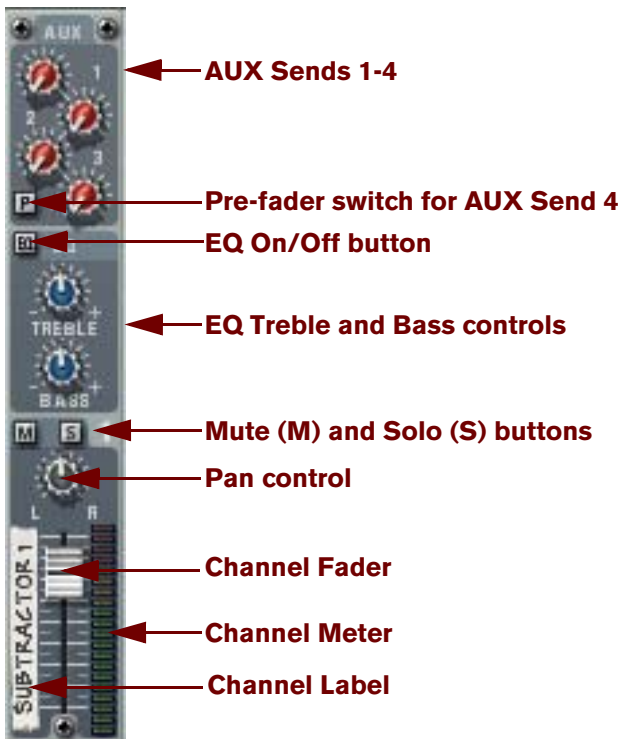 AUX
1
AUX Sends 1-4
2
3
P
Pre-fader switch for AUX Send 4
EQ
EQ On/Off button
- +
TREBLE
EQ Treble and Bass controls
- +
BASS
M S
Mute (M) and Solo (S) buttons
Pan control
L R
SUBTRACTOR 1
Channel Fader
Channel Meter
Channel Label